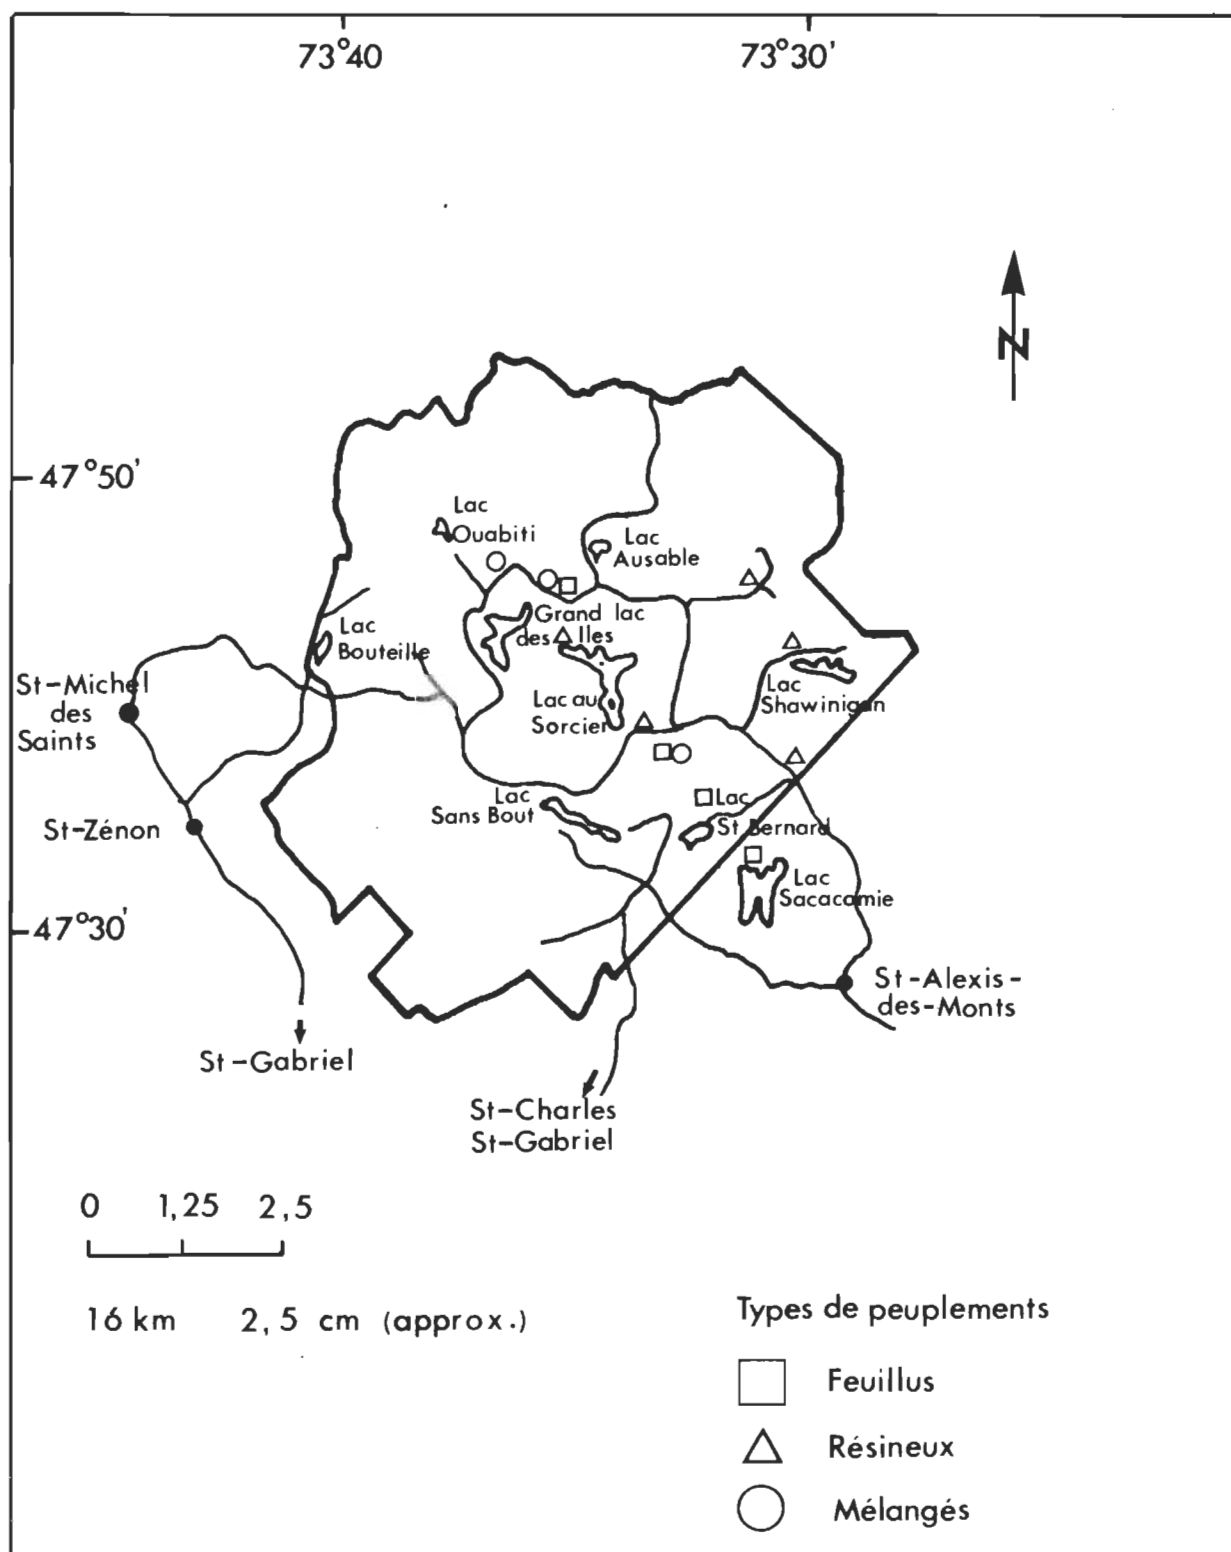 73°40
73°30'
N
47°50'
Lac
Ouabiti
Lac
Ausable
Grand lac
des Iles
Lac
Bouteille
St-Michel
des
Saints
Lac au
Sorcier
Lac
Shawinigan
Lac
Sans Bout
Lac
St Bernard
St-Zénon
Lac
Sacacomie
47°30'
St-Alexis-
des-Monts
St-Gabriel
St-Charles
St-Gabriel
0 1,25 2,5
16 km 2,5 cm (approx.)
Types de peuplements
Feuillus
Résineux
Mélangés